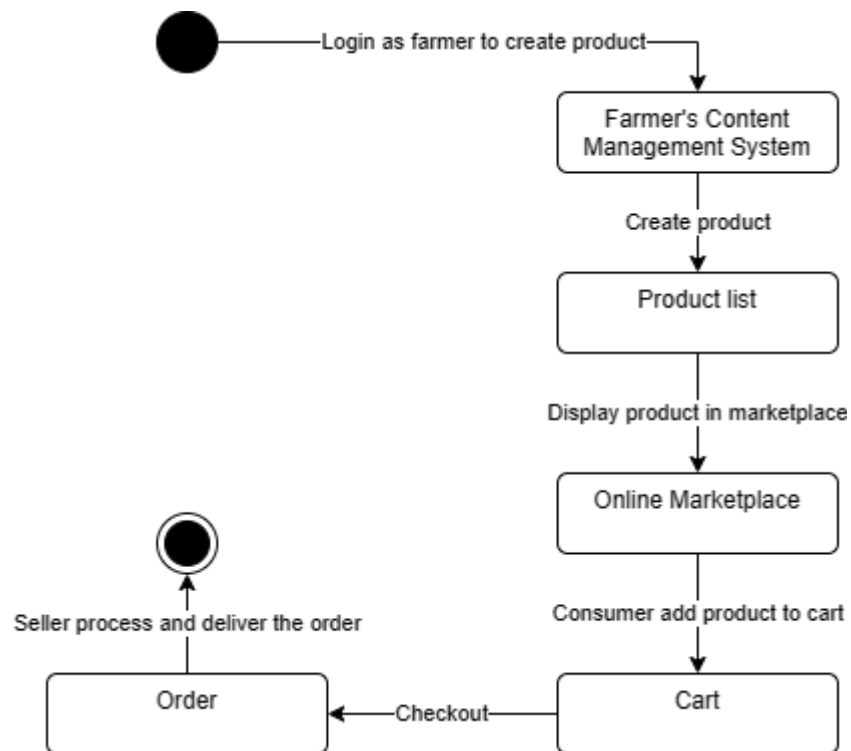 Login as farmer to create product
Farmer's Content
Management System
Create product
Product list
Display product in marketplace
Online Marketplace
Consumer add product to cart
Cart
Checkout
Order
Seller process and deliver the order